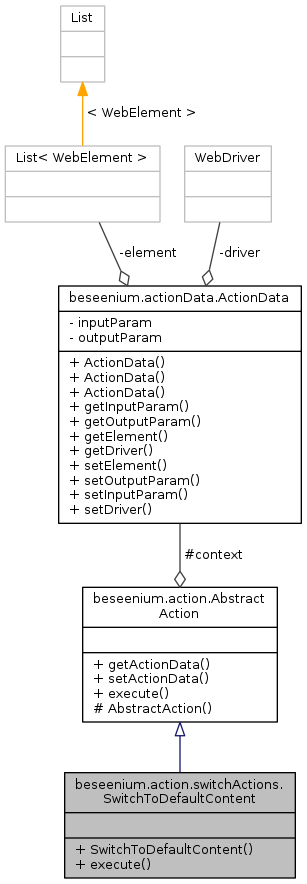 List
< WebElement >
List< WebElement >
WebDriver
-element
-driver
beseenium.actionData.ActionData
- inputParam
- outputParam
+ ActionData()
+ ActionData()
+ ActionData()
+ getInputParam()
+ getOutputParam()
+ getElement()
+ getDriver()
+ setElement()
+ setOutputParam()
+ setInputParam()
+ setDriver()
#context
beseenium.action.Abstract
Action
+ getActionData()
+ setActionData()
+ execute()
# AbstractAction()
beseenium.action.switchActions.
SwitchToDefaultContent
+ SwitchToDefaultContent()
+ execute()